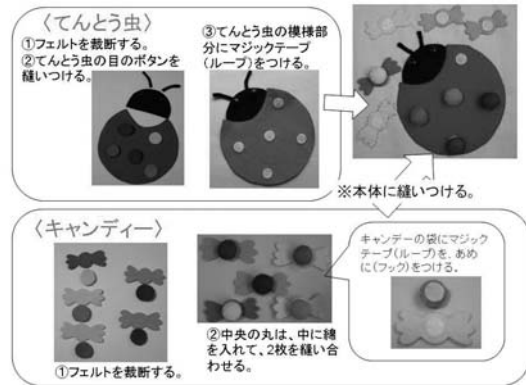 〈てんとう虫〉
①フェルトを裁断する。
②てんとう虫の目のボタンを
縫いつける。
③てんとう虫の模様部
分にマジックテープ
(ループ)をつける。
※本体に縫いつける。
〈キャンディー〉
①フェルトを裁断する。
②中央の丸は、中に綿
を入れて、2枚を縫い合
わせる。
キャンデーの袋にマジック
テープ(ループ)を、あめ
に(フック)をつける。